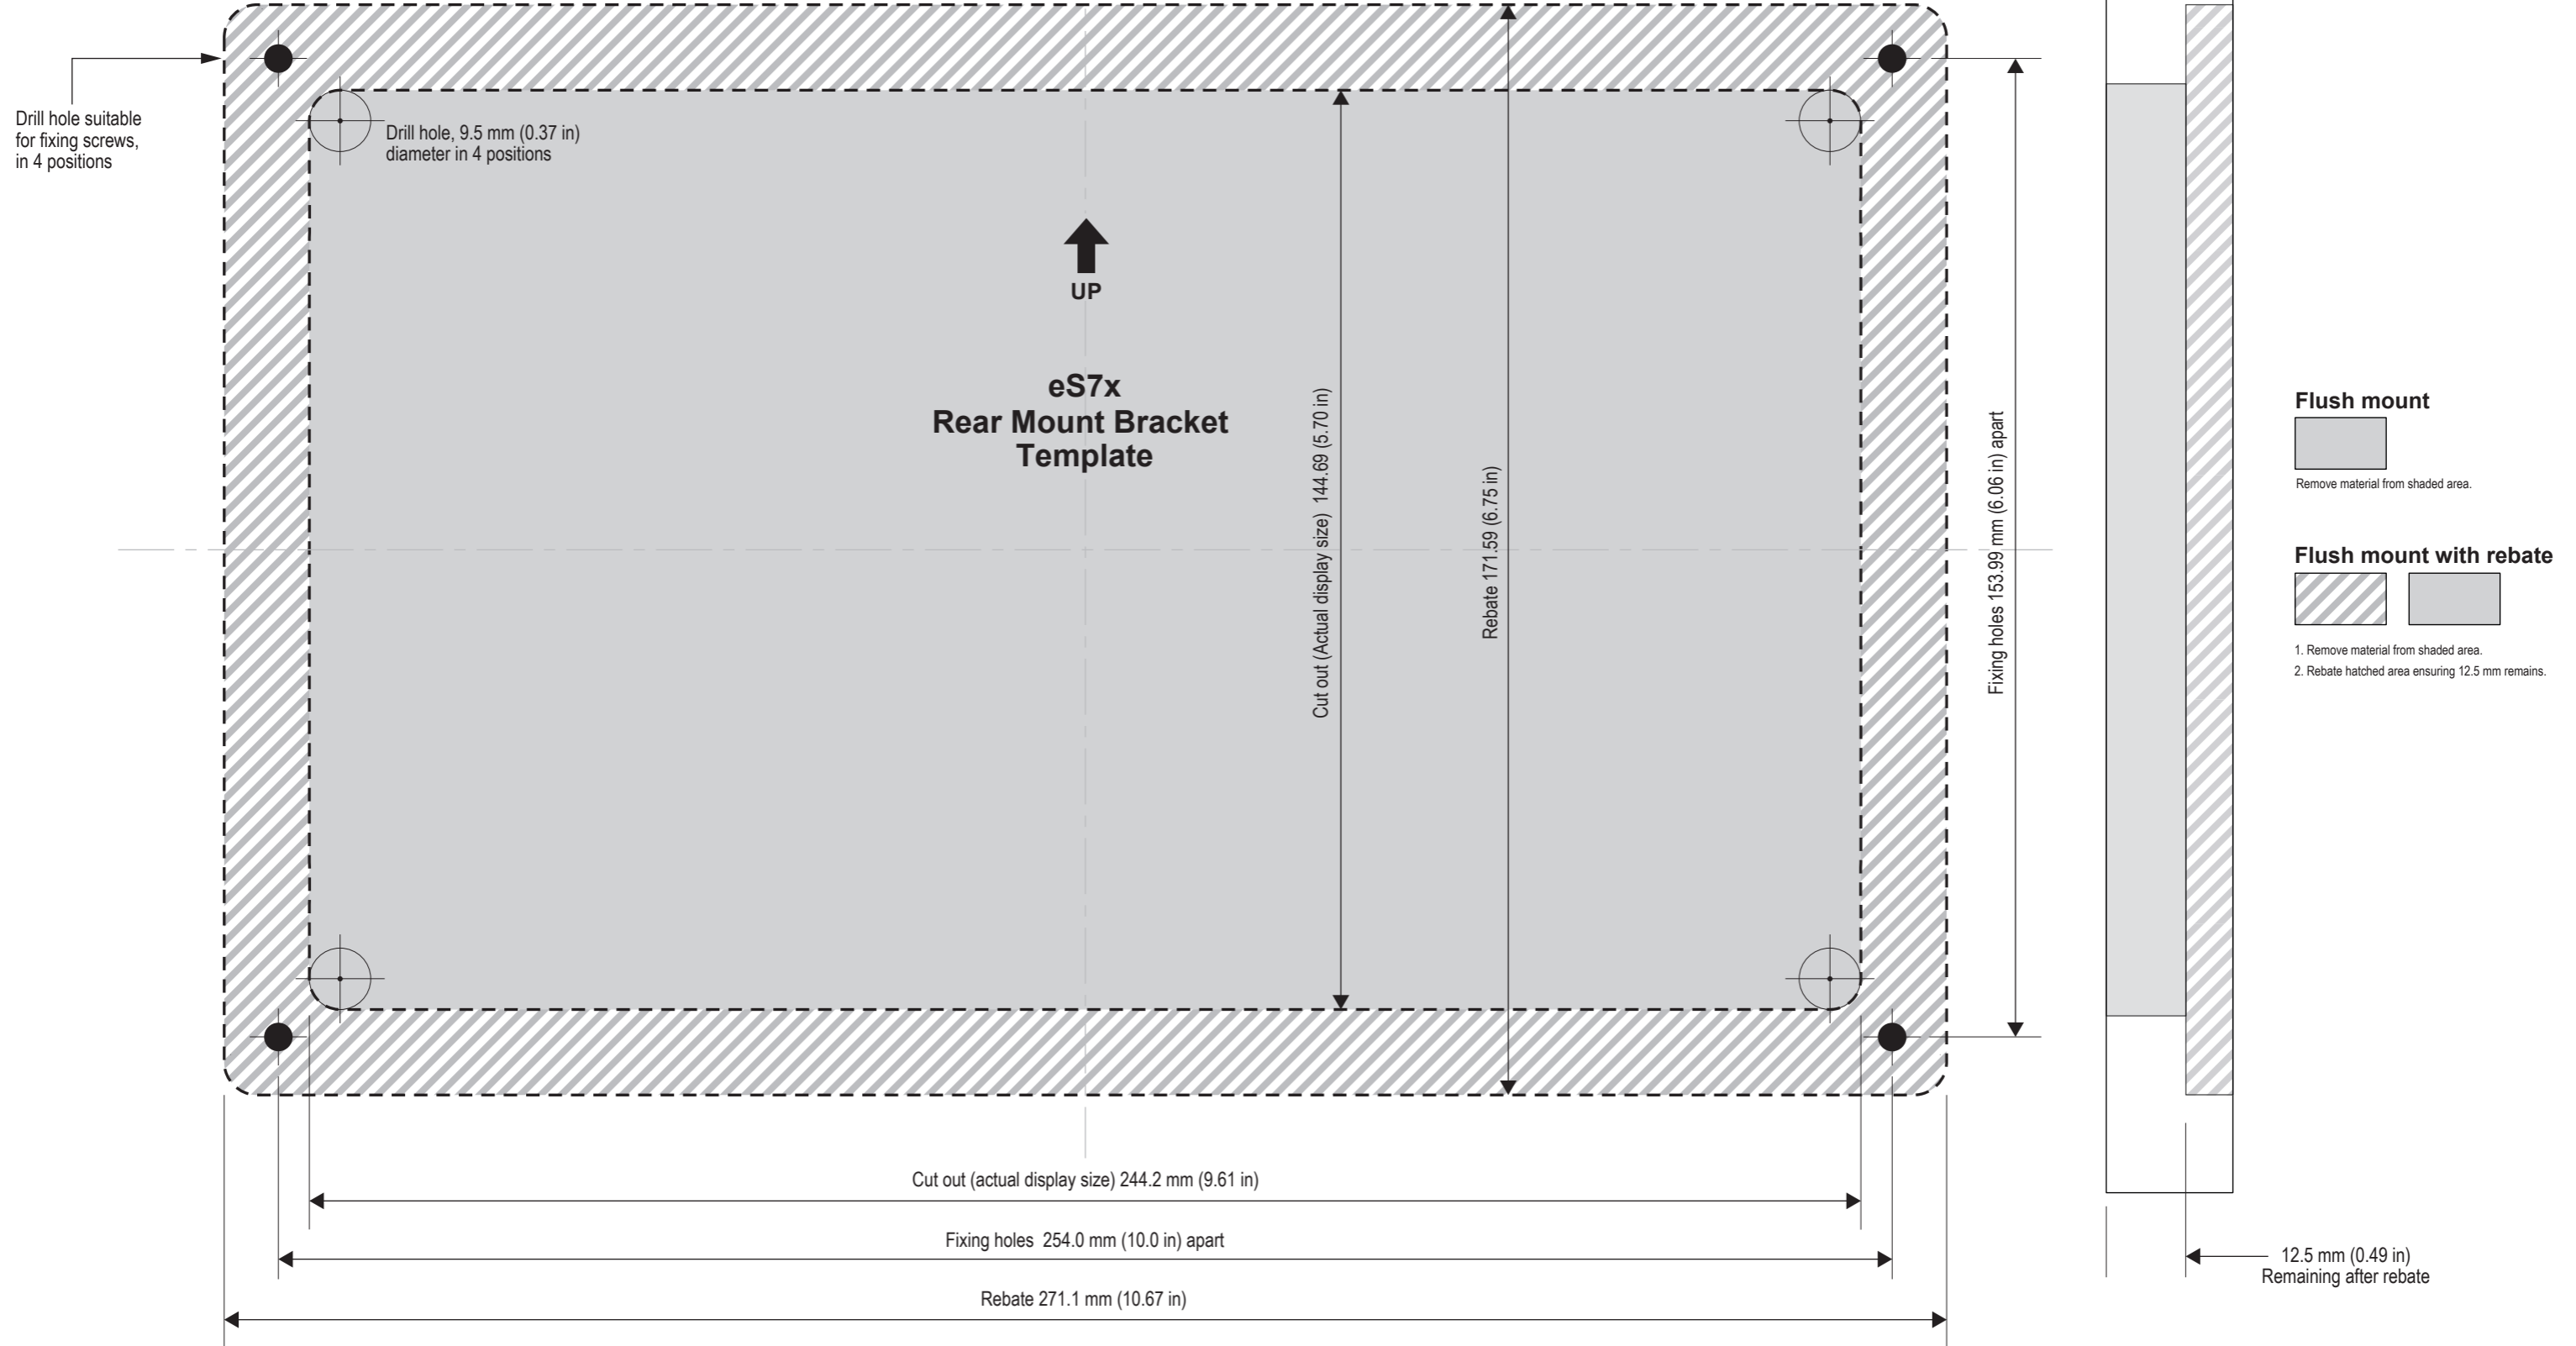 Drill hole suitable
for fixing screws,
in 4 positions
Drill hole, 9.5 mm (0.37 in)
diameter in 4 positions
UP
eS7x
Rear Mount Bracket
Template
Cut out (Actual display size) 144.69 (5.70 in)
Rebate 171.59 (6.75 in)
Fixing holes 153.99 mm (6.06 in) apart
Flush mount
Remove material from shaded area.
Flush mount with rebate
1. Remove material from shaded area.
2. Rebate hatched area ensuring 12.5 mm remains.
Cut out (actual display size) 244.2 mm (9.61 in)
Fixing holes 254.0 mm (10.0 in) apart
Rebate 271.1 mm (10.67 in)
12.5 mm (0.49 in)
Remaining after rebate